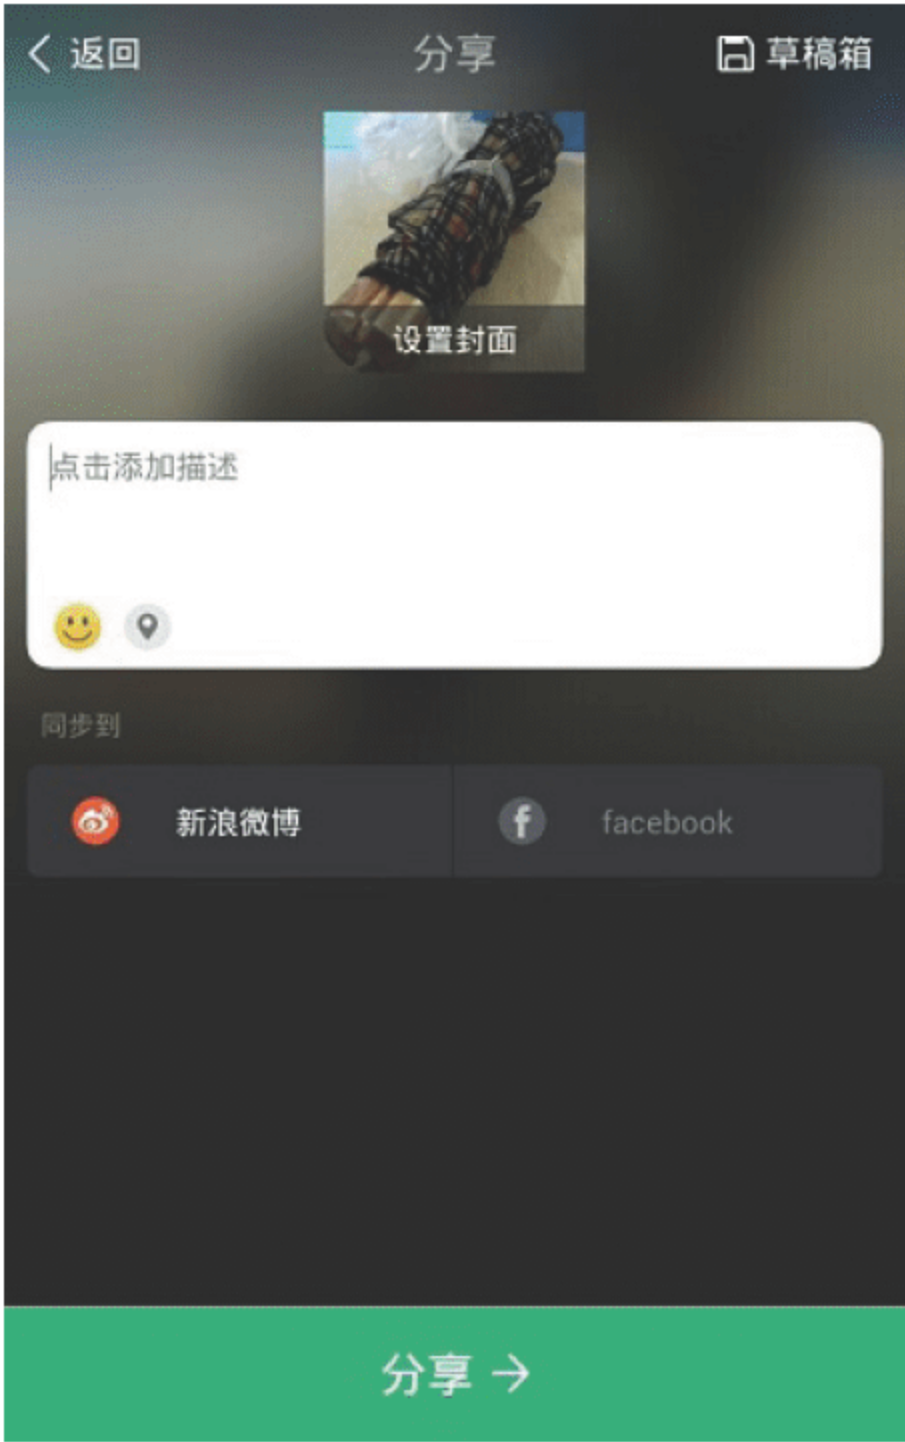 返回 分享 草稿箱
设置封面
点击添加描述
同步到
新浪微博 facebook
分享 →